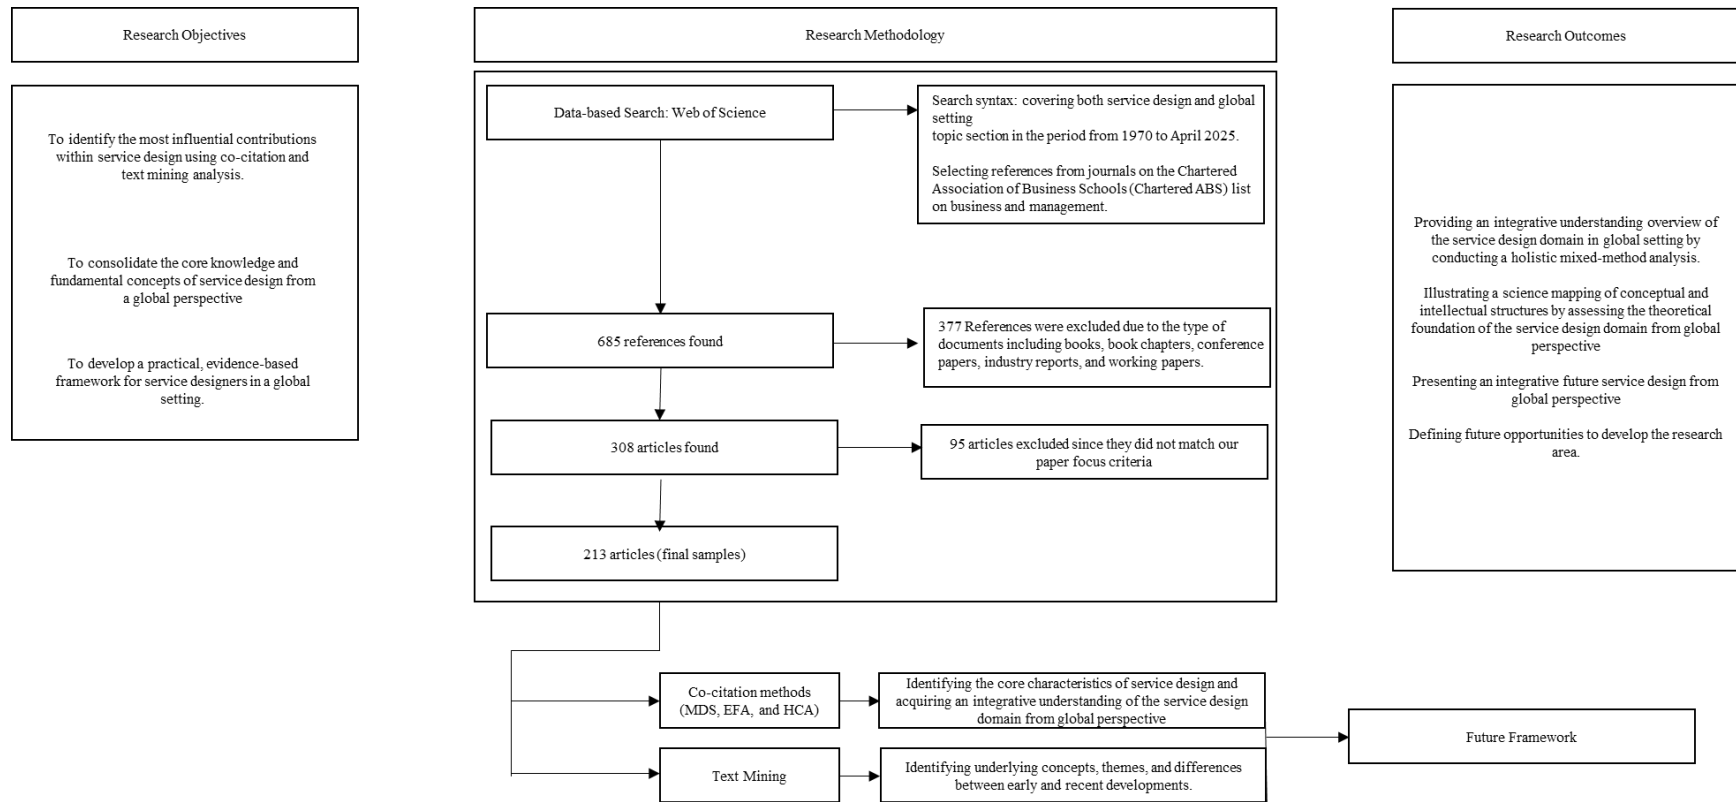 Research Objectives
To identify the most influential contributions
within service design using co-citation and
text mining analysis.
To consolidate the core knowledge and
fundamental concepts of service design from
a global perspective
To develop a practical, evidence-based
framework for service designers in a global
setting.
Research Methodology
Data-based Search: Web of Science
Search syntax: covering both service design and global
setting
topic section in the period from 1970 to April 2025.
Selecting references from journals on the Chartered
Association of Business Schools (Chartered ABS) list
on business and management.
685 references found
377 References were excluded due to the type of
documents including books, book chapters, conference
papers, industry reports, and working papers.
308 articles found
95 articles excluded since they did not match our
paper focus criteria
213 articles (final samples)
Co-citation methods
(MDS, EFA, and HCA)
Identifying the core characteristics of service design and
acquiring an integrative understanding of the service design
domain from global perspective
Text Mining
Identifying underlying concepts, themes, and differences
between early and recent developments.
Future Framework
Research Outcomes
Providing an integrative understanding overview of
the service design domain in global setting by
conducting a holistic mixed-method analysis.
Illustrating a science mapping of conceptual and
intellectual structures by assessing the theoretical
foundation of the service design domain from global
perspective
Presenting an integrative future service design from
global perspective
Defining future opportunities to develop the research
area.